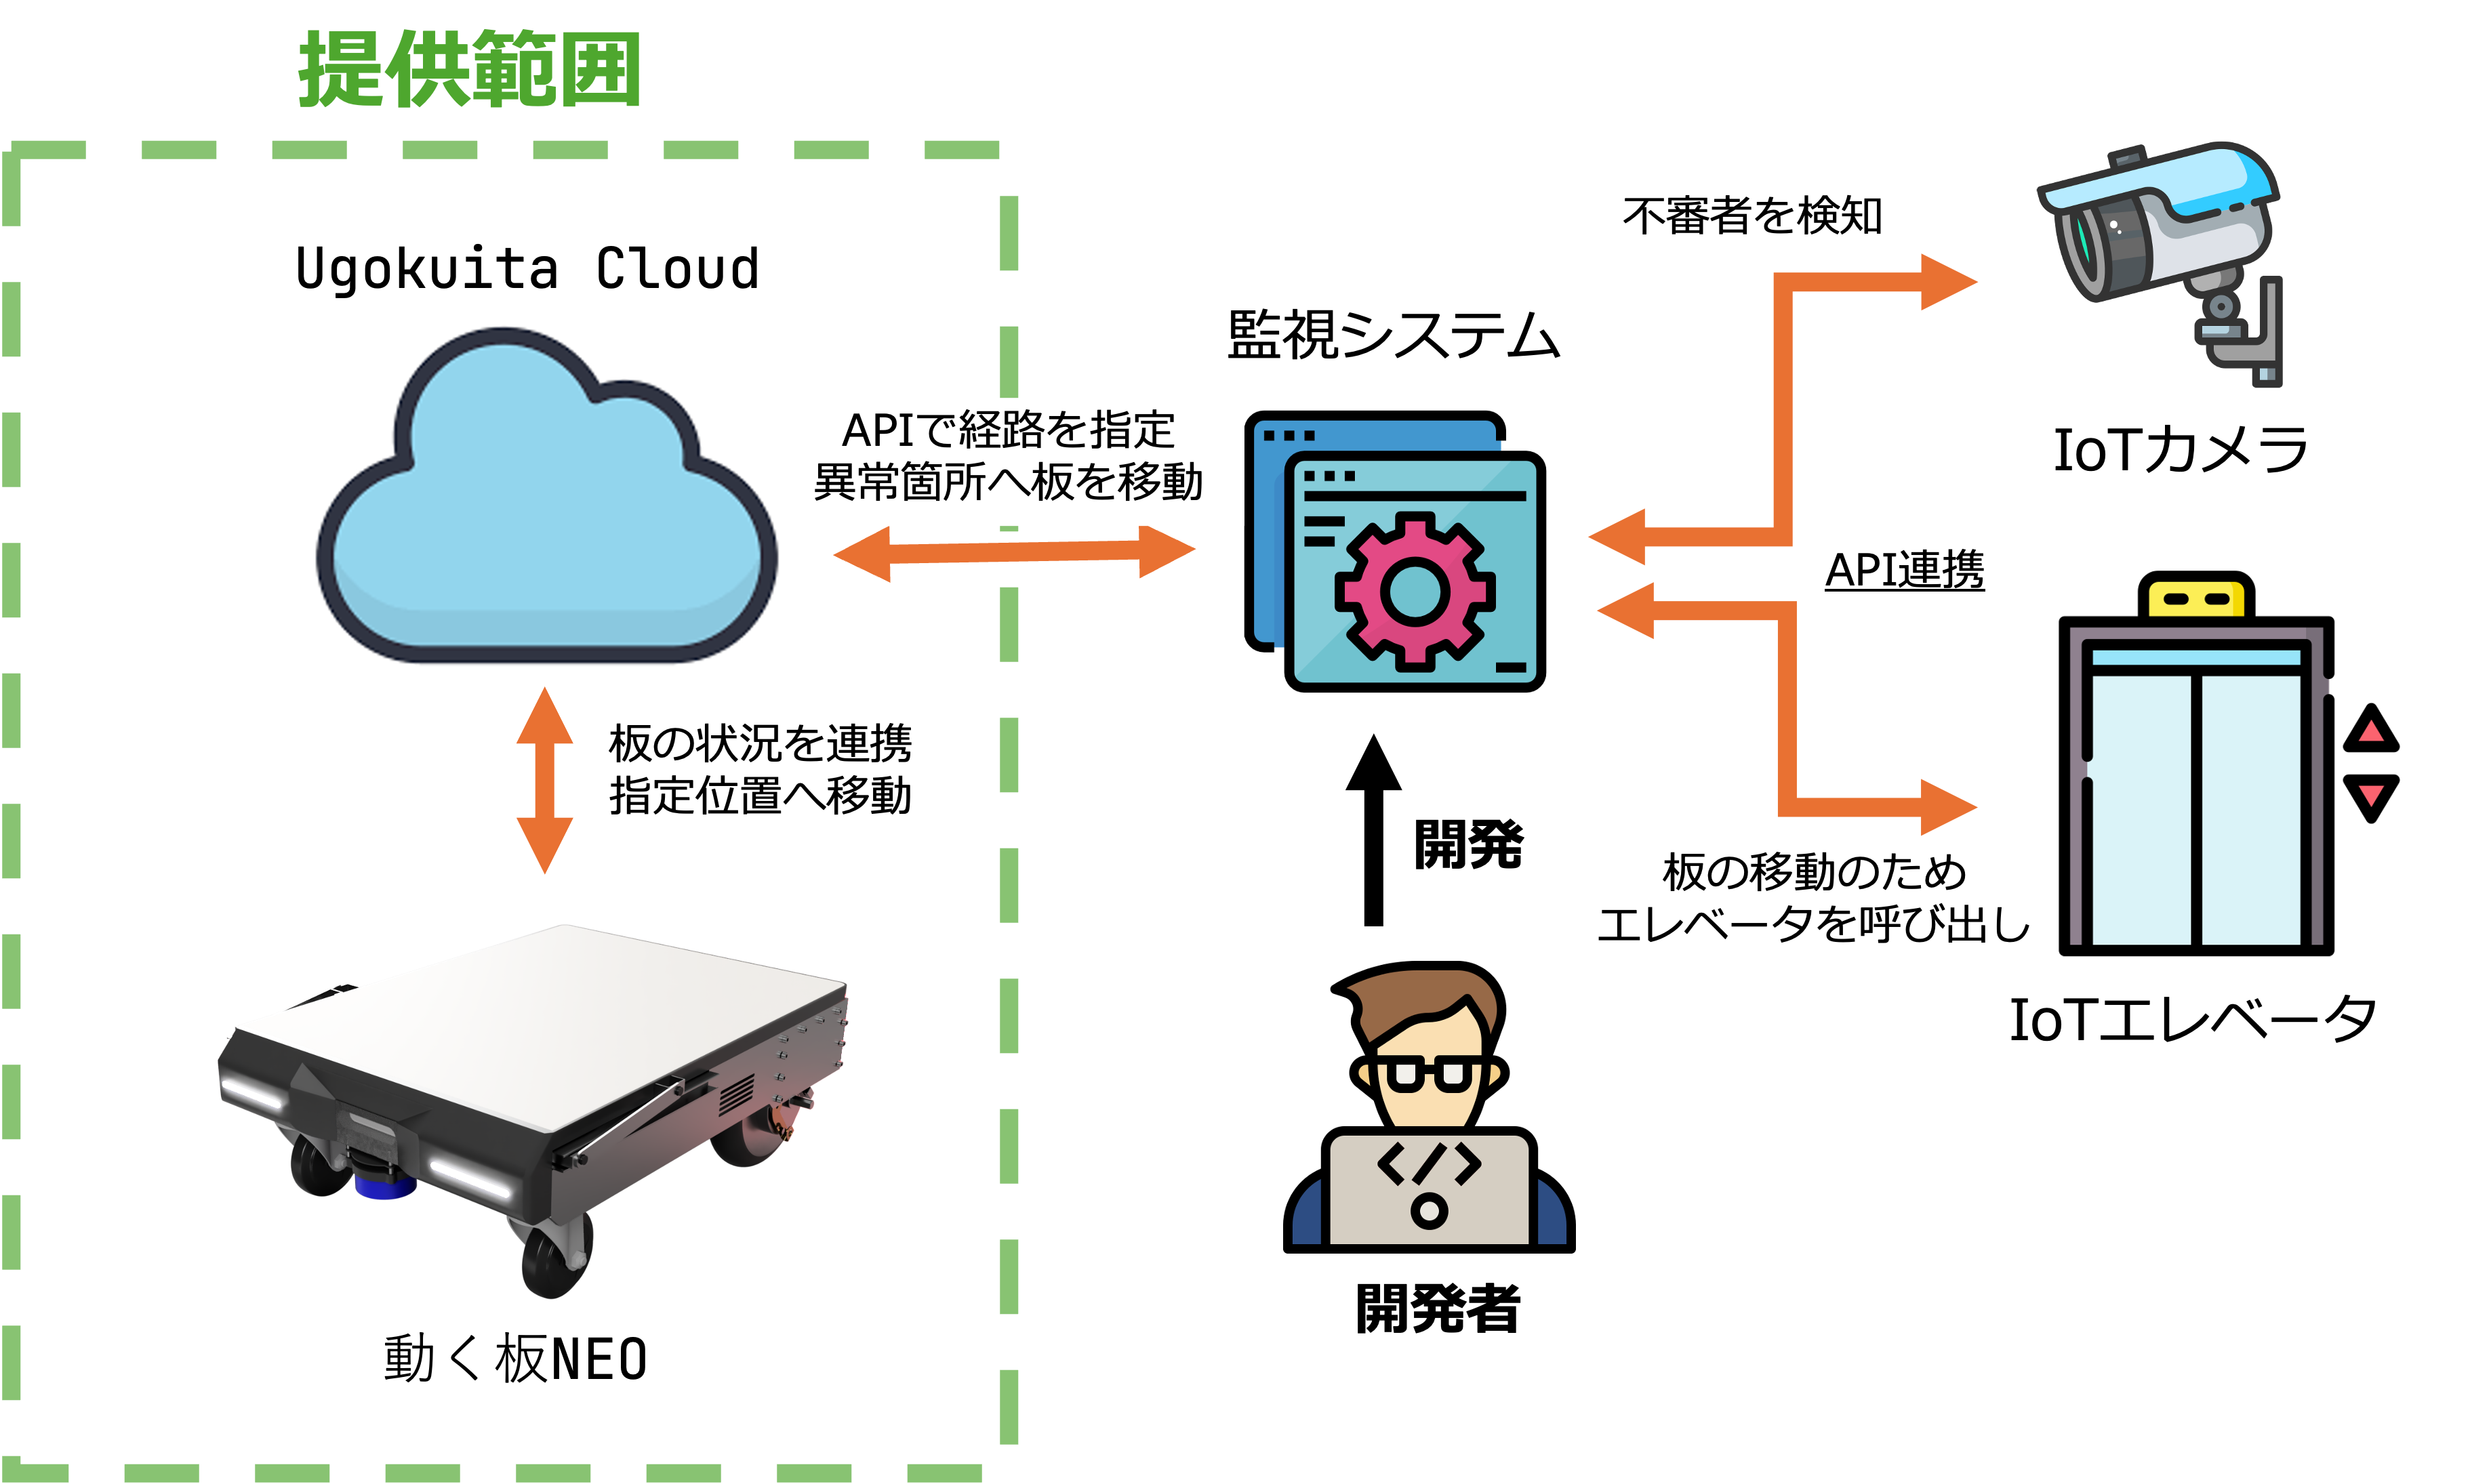 提供範囲
Ugokuita Cloud
APIで経路を指定
異常箇所へ板を移動
板の状況を連携
指定位置へ移動
動く板NEO
監視システム
開発
開発者
不審者を検知
IoTカメラ
API連携
板の移動のため
エレベータを呼び出し
IoTエレベータ